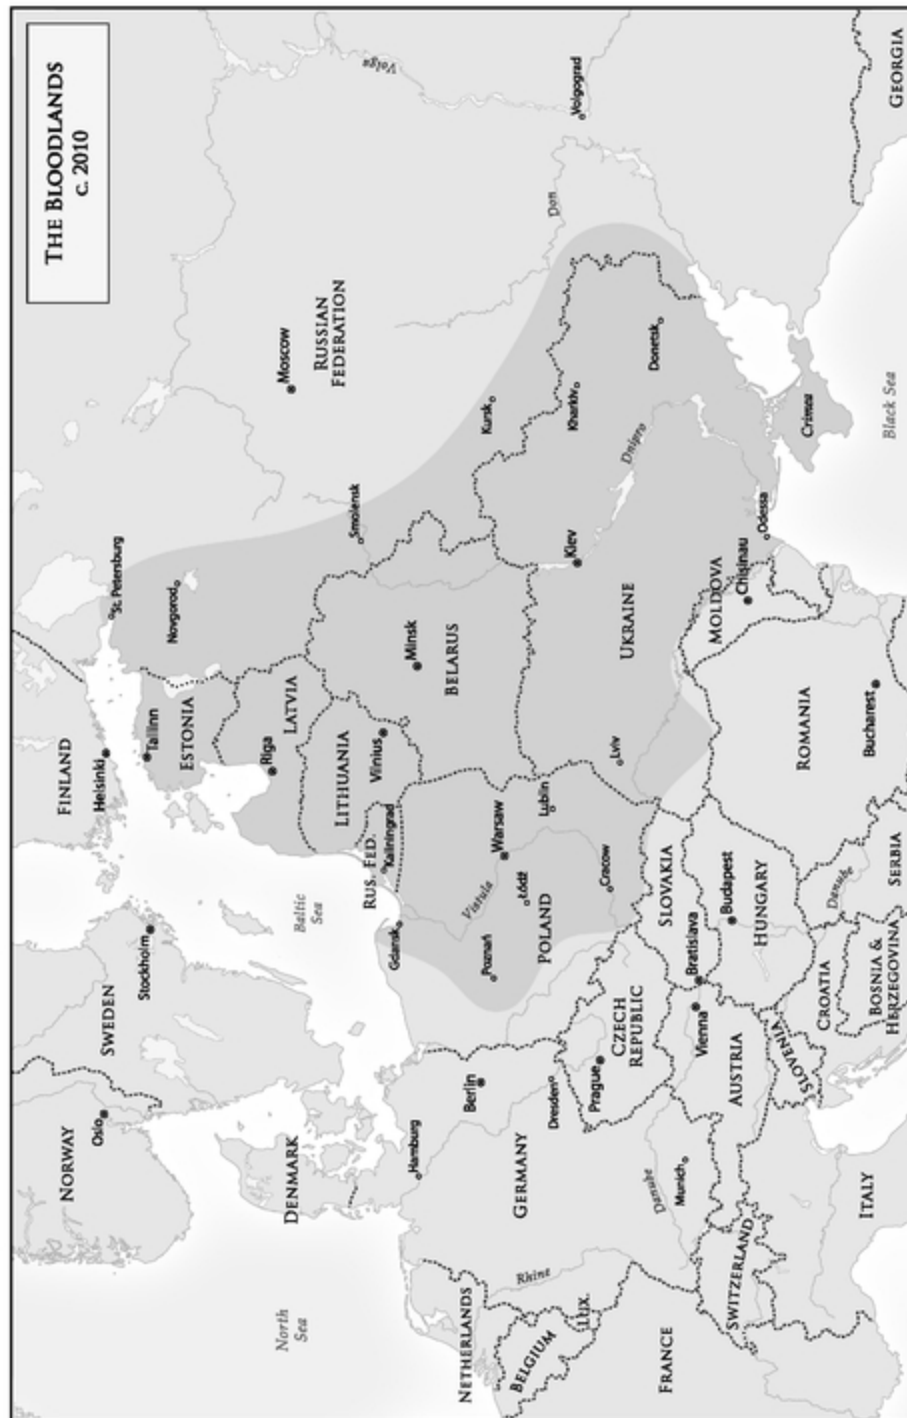 THE BLOODLANDS
c. 2010
NORWAY
Oslo
SWEDEN
Stockholm
FINLAND
Helsinki
St. Petersburg
Tallinn
ESTONIA
Novgorod
North
Sea
DENMARK
Baltic
Sea
Riga
LATVIA
Moscow
RUSSIAN
FEDERATION
Volga
LITHUANIA
Vilnius
RUS. FED.
Kaliningrad
Smolensk
Hamburg
Gdańsk
Minsk
BELARUS
NETHERLANDS
Berlin
Vistula
Poznań
Warsaw
Kursk
BELGIUM
Rhine
GERMANY
Łódź
POLAND
Lublin
Don
Volgograd
LUX.
Dresden
Prague
CZECH
REPUBLIC
Cracow
Lviv
Kiev
Kharkiv
UKRAINE
Dnipro
Donetsk
FRANCE
Danube
Munich
Vienna
Bratislava
SLOVAKIA
SWITZERLAND
AUSTRIA
Budapest
HUNGARY
MOLDOVA
Chișinau
Odessa
SLOVENIA
CROATIA
ROMANIA
Crimea
Danube
ITALY
BOSNIA &
HERZEGOVINA
SERBIA
Bucharest
Black Sea
GEORGIA